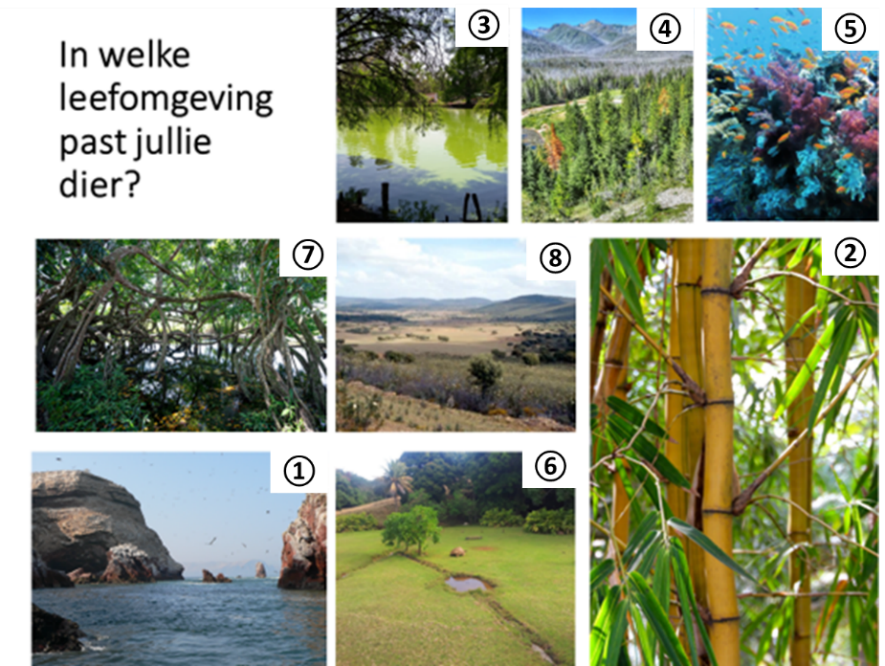 In welke
leefomgeving
past jullie
dier?
③
④
⑤
⑦
⑧
②
①
⑥